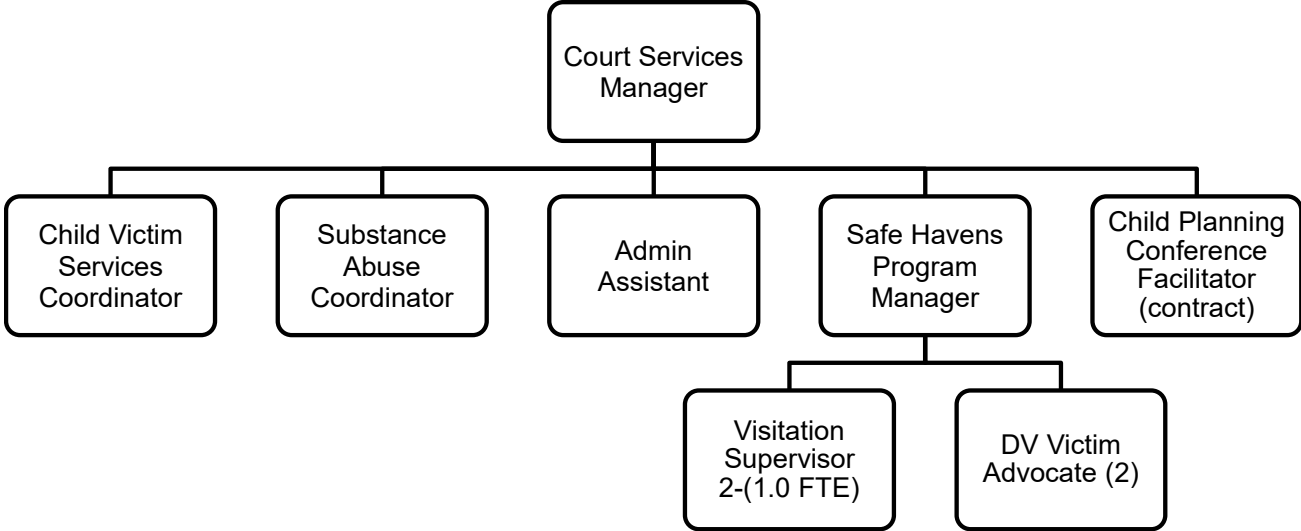 Court Services
Manager
Child Victim
Services
Coordinator
Substance
Abuse
Coordinator
Admin
Assistant
Safe Havens
Program
Manager
Child Planning
Conference
Facilitator
(contract)
Visitation
Supervisor
2-(1.0 FTE)
DV Victim
Advocate (2)